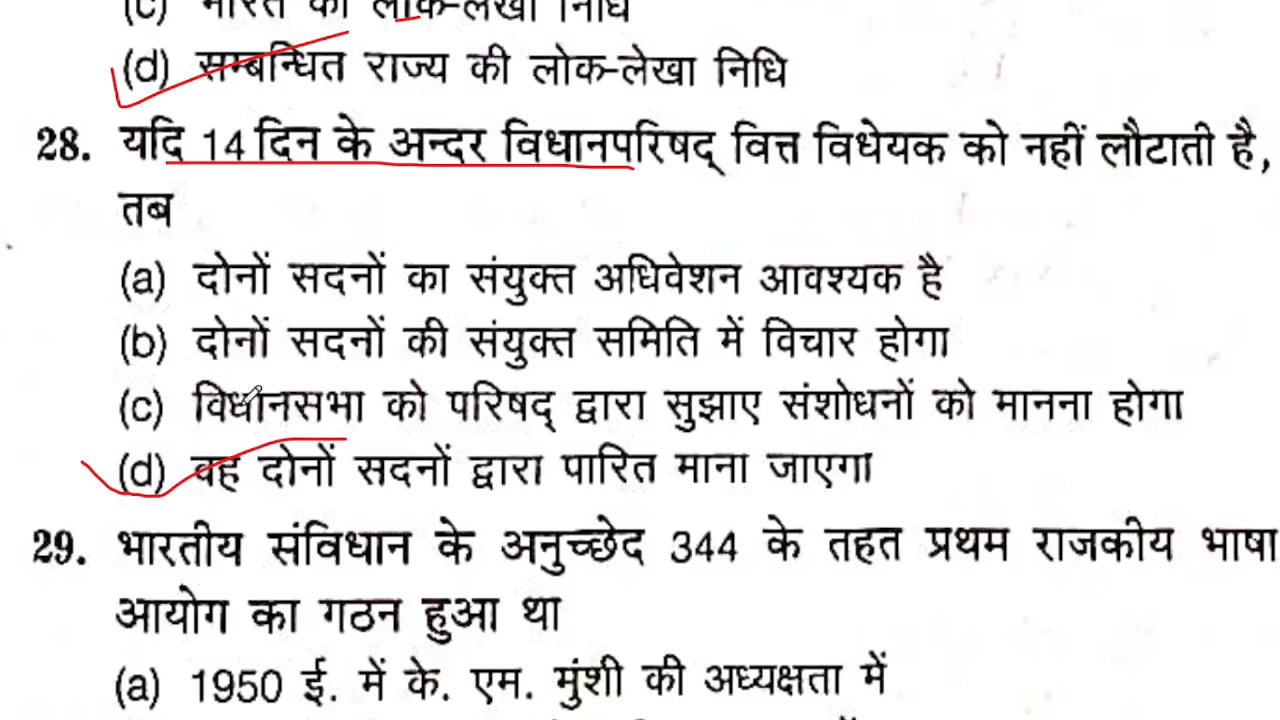 (c) भारत की लोक-लेखा निधि
(d) सम्बन्धित राज्य की लोक-लेखा निधि
28. यदि 14 दिन के अन्दर विधानपरिषद् वित्त विधेयक को नहीं लौटाती है,
तब
(a) दोनों सदनों का संयुक्त अधिवेशन आवश्यक है
(b) दोनों सदनों की संयुक्त समिति में विचार होगा
(c) विधानसभा को परिषद् द्वारा सुझाए संशोधनों को मानना होगा
(d) वह दोनों सदनों द्वारा पारित माना जाएगा
29. भारतीय संविधान के अनुच्छेद 344 के तहत प्रथम राजकीय भाषा
आयोग का गठन हुआ था
(a) 1950 ई. में के. एम. मुंशी की अध्यक्षता में